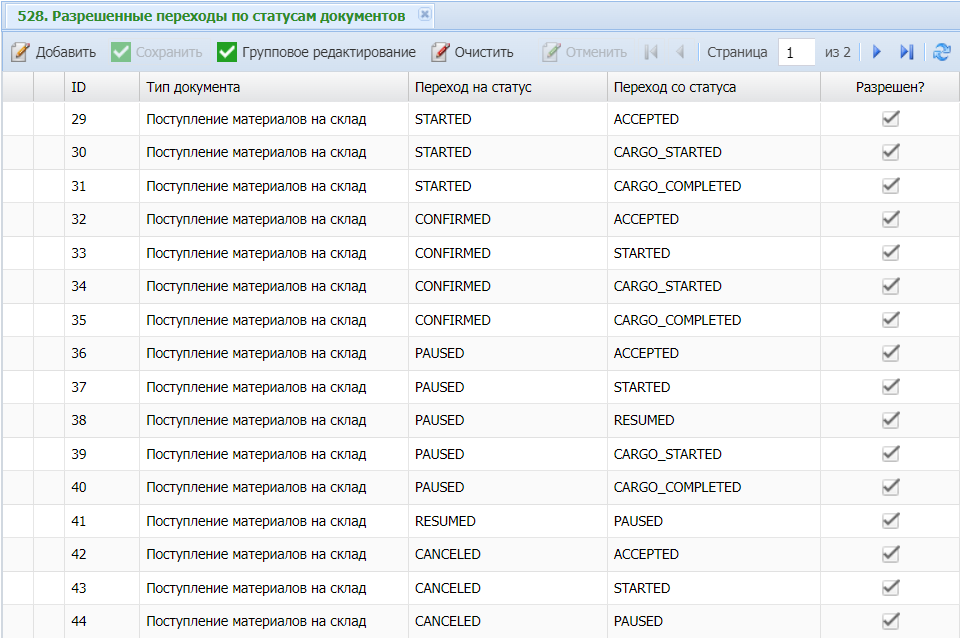 528. Разрешенные переходы по статусам документов
Добавить Сохранить Групповое редактирование Очистить Отменить Страница 1 из 2
ID Тип документа Переход на статус Переход со статуса Разрешен?
29 Поступление материалов на склад STARTED ACCEPTED
30 Поступление материалов на склад STARTED CARGO_STARTED
31 Поступление материалов на склад STARTED CARGO_COMPLETED
32 Поступление материалов на склад CONFIRMED ACCEPTED
33 Поступление материалов на склад CONFIRMED STARTED
34 Поступление материалов на склад CONFIRMED CARGO_STARTED
35 Поступление материалов на склад CONFIRMED CARGO_COMPLETED
36 Поступление материалов на склад PAUSED ACCEPTED
37 Поступление материалов на склад PAUSED STARTED
38 Поступление материалов на склад PAUSED RESUMED
39 Поступление материалов на склад PAUSED CARGO_STARTED
40 Поступление материалов на склад PAUSED CARGO_COMPLETED
41 Поступление материалов на склад RESUMED PAUSED
42 Поступление материалов на склад CANCELED ACCEPTED
43 Поступление материалов на склад CANCELED STARTED
44 Поступление материалов на склад CANCELED PAUSED